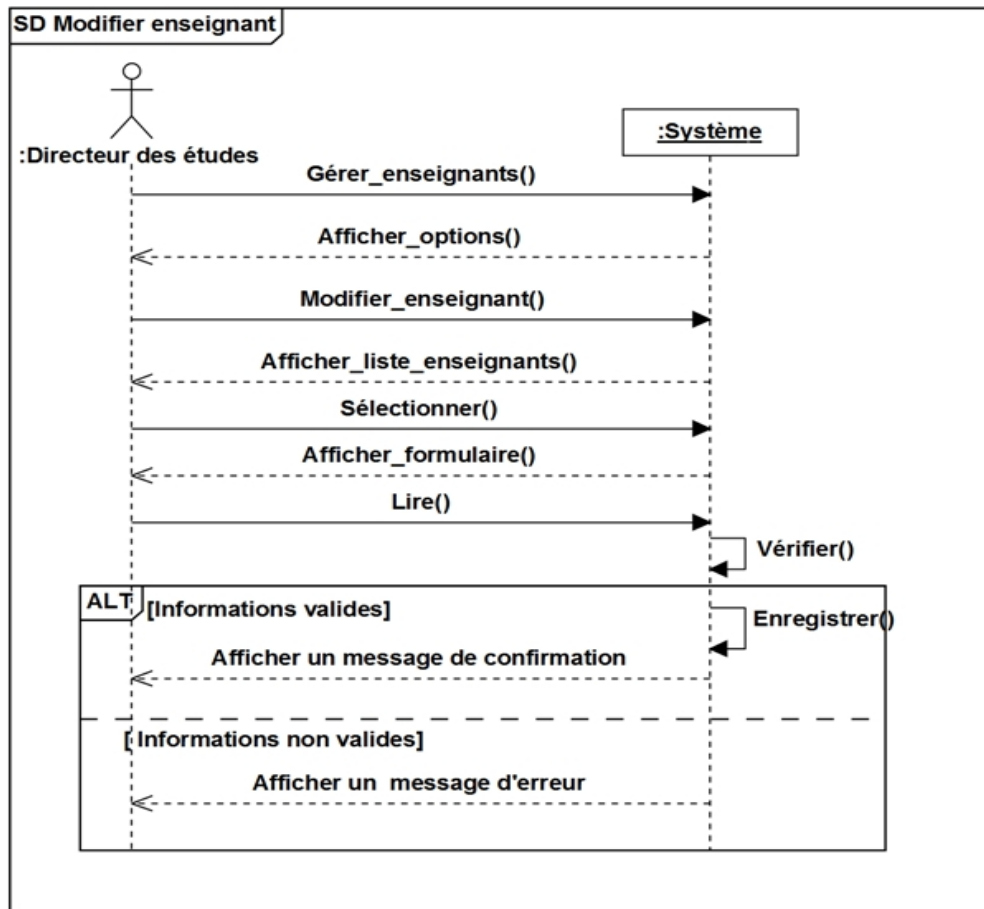 SD Modifier enseignant
:Directeur des études
:Système
Gérer_enseignants()
Afficher_options()
Modifier_enseignant()
Afficher_liste_enseignants()
Sélectionner()
Afficher_formulaire()
Lire()
Vérifier()
ALT
[Informations valides]
Enregistrer()
Afficher un message de confirmation
[ Informations non valides]
Afficher un  message d'erreur